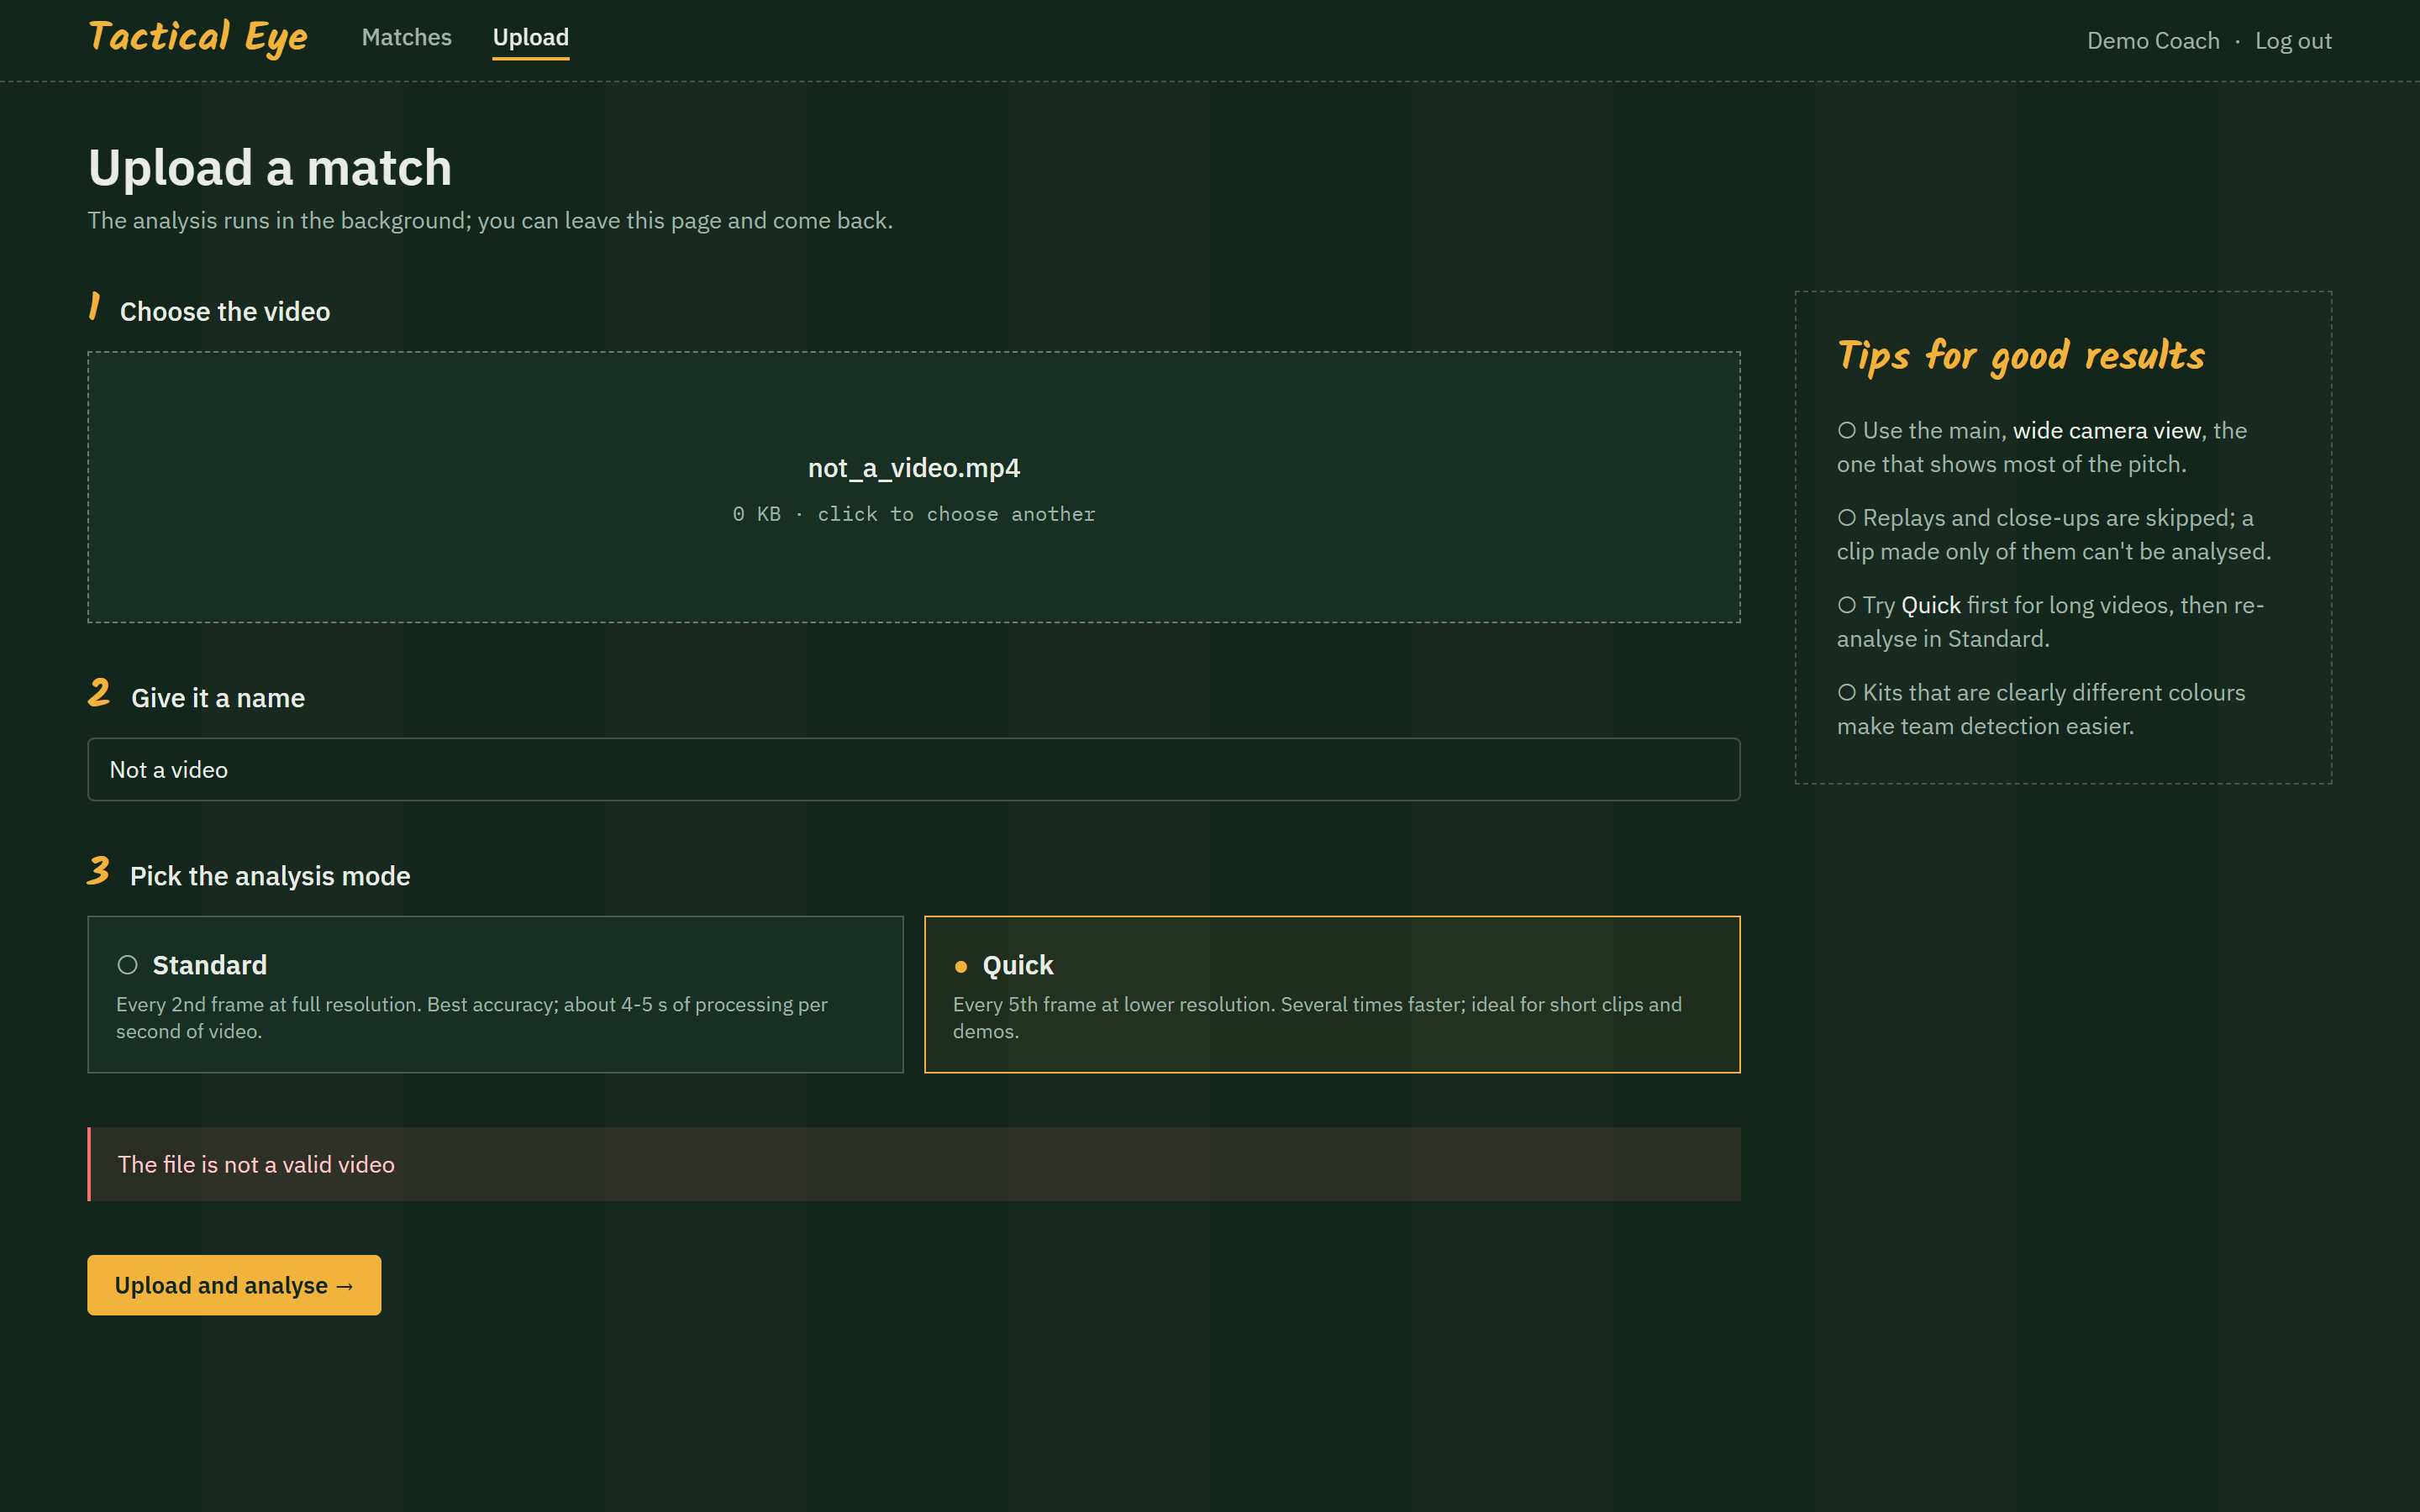 Tactical Eye
Matches
Upload
Demo Coach · Log out
Upload a match
The analysis runs in the background; you can leave this page and come back.
1 Choose the video
not_a_video.mp4
0 KB · click to choose another
2 Give it a name
Not a video
3 Pick the analysis mode
Standard
Every 2nd frame at full resolution. Best accuracy; about 4-5 s of processing per
second of video.
Quick
Every 5th frame at lower resolution. Several times faster; ideal for short clips and
demos.
The file is not a valid video
Upload and analyse →
Tips for good results
Use the main, wide camera view, the
one that shows most of the pitch.
Replays and close-ups are skipped; a
clip made only of them can't be analysed.
Try Quick first for long videos, then re-
analyse in Standard.
Kits that are clearly different colours
make team detection easier.